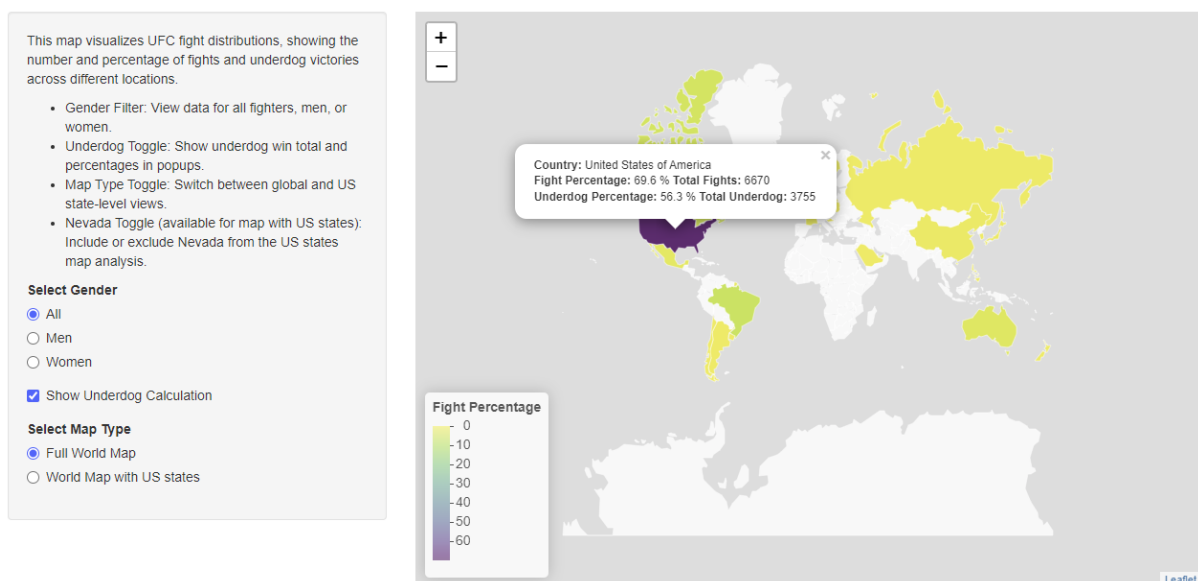 This map visualizes UFC fight distributions, showing the
number and percentage of fights and underdog victories
across different locations.
• Gender Filter: View data for all fighters, men, or
women.
• Underdog Toggle: Show underdog win total and
percentages in popups.
• Map Type Toggle: Switch between global and US
state-level views.
• Nevada Toggle (available for map with US states):
Include or exclude Nevada from the US states
map analysis.
Select Gender
All
Men
Women
Show Underdog Calculation
Select Map Type
Full World Map
World Map with US states
+
−
×
Country: United States of America
Fight Percentage: 69.6 % Total Fights: 6670
Underdog Percentage: 56.3 % Total Underdog: 3755
Fight Percentage
0
10
20
30
40
50
60
Leaflet